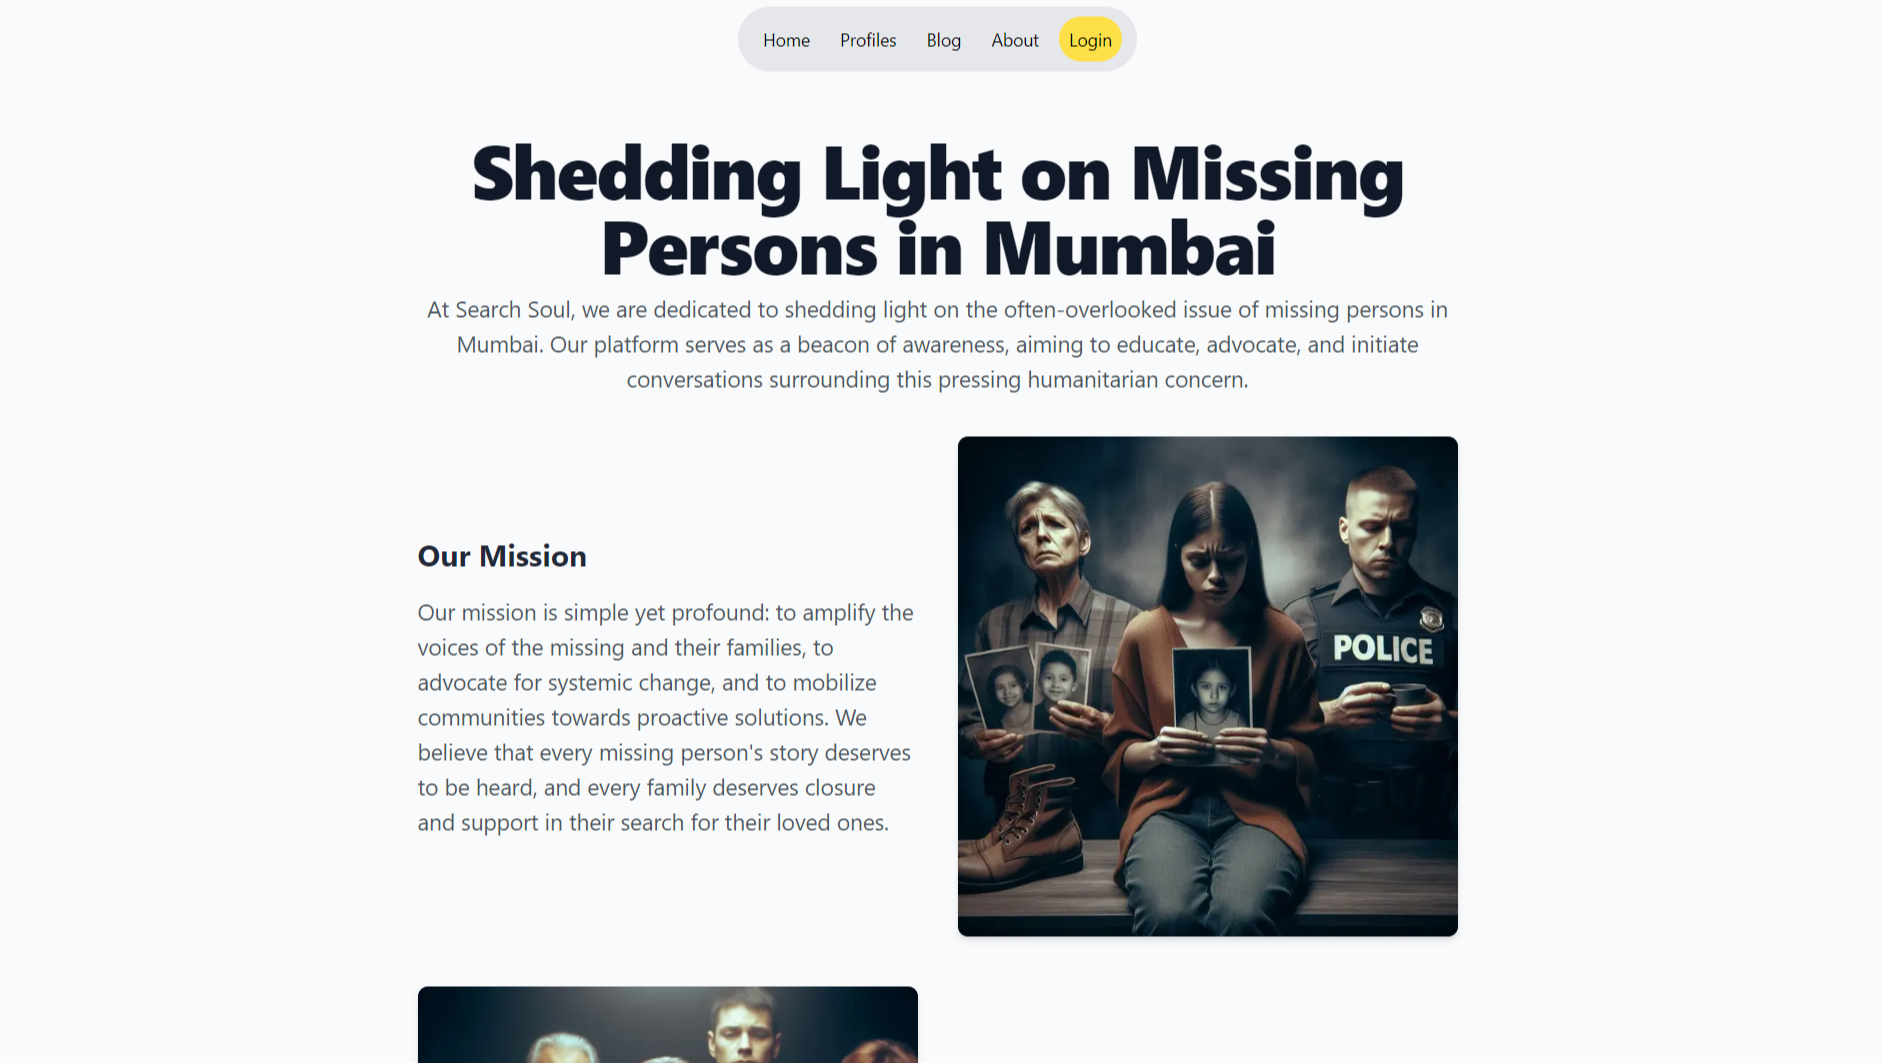 Home Profiles Blog About Login
Shedding Light on Missing
Persons in Mumbai
At Search Soul, we are dedicated to shedding light on the often-overlooked issue of missing persons in
Mumbai. Our platform serves as a beacon of awareness, aiming to educate, advocate, and initiate
conversations surrounding this pressing humanitarian concern.
Our Mission
Our mission is simple yet profound: to amplify the
voices of the missing and their families, to
advocate for systemic change, and to mobilize
communities towards proactive solutions. We
believe that every missing person's story deserves
to be heard, and every family deserves closure
and support in their search for their loved ones.
POLICE